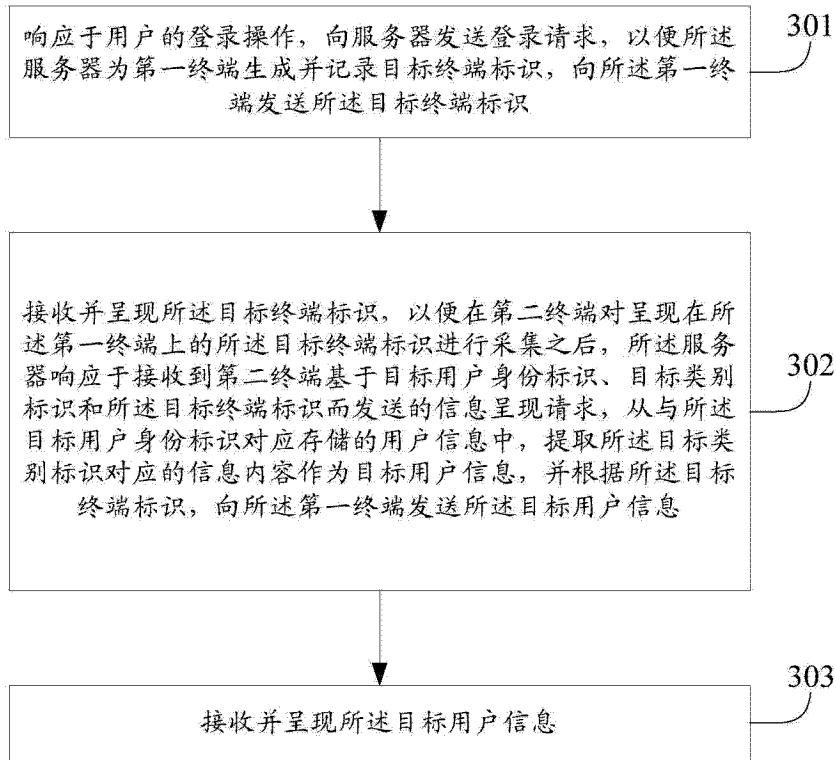 响应于用户的登录操作，向服务器发送登录请求，以便所述
服务器为第一终端生成并记录目标终端标识，向所述第一终
端发送所述目标终端标识
301
接收并呈现所述目标终端标识，以便在第二终端对呈现在所
述第一终端上的所述目标终端标识进行采集之后，所述服务
器响应于接收到第二终端基于目标用户身份标识、目标类别
标识和所述目标终端标识而发送的信息呈现请求，从与所述
目标用户身份标识对应存储的用户信息中，提取所述目标类
别标识对应的信息内容作为目标用户信息，并根据所述目标
终端标识，向所述第一终端发送所述目标用户信息
302
接收并呈现所述目标用户信息
303